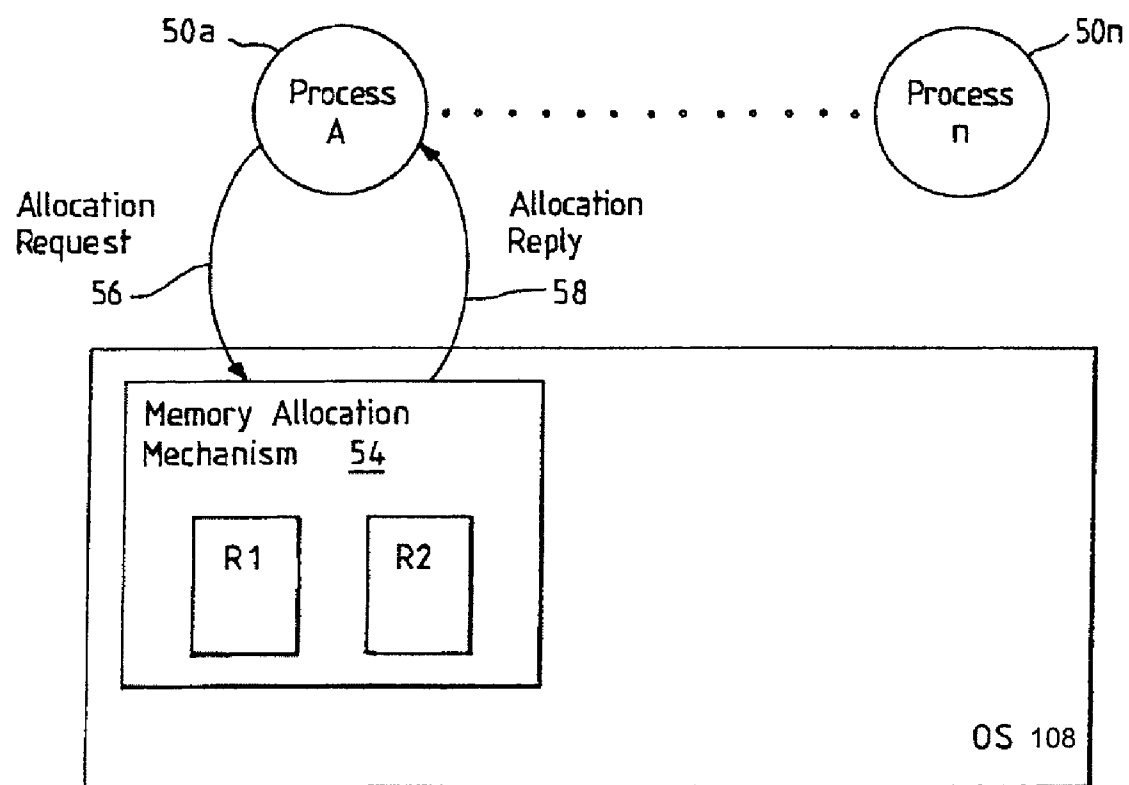 50a
50n
Process
A
Process
n
Allocation
Request
56
Allocation
Reply
58
Memory Allocation
Mechanism 54
R1
R2
OS 108